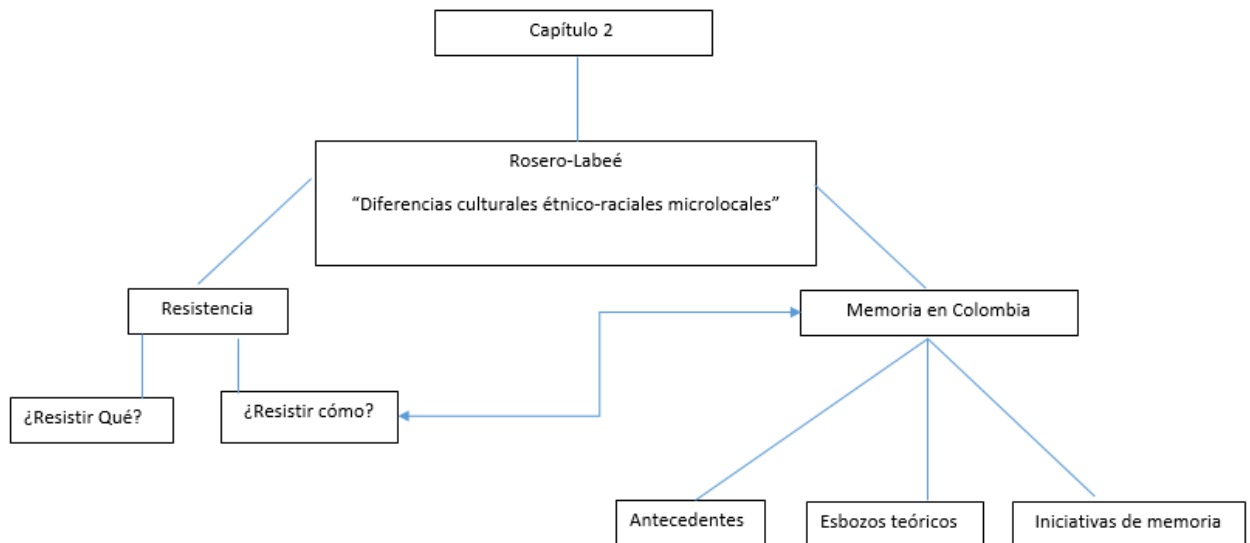 Capítulo 2
Rosero-Labeé
“Diferencias culturales étnico-raciales microlocales”
Resistencia
Memoria en Colombia
¿Resistir Qué?
¿Resistir cómo?
Antecedentes
Esbozos teóricos
Iniciativas de memoria